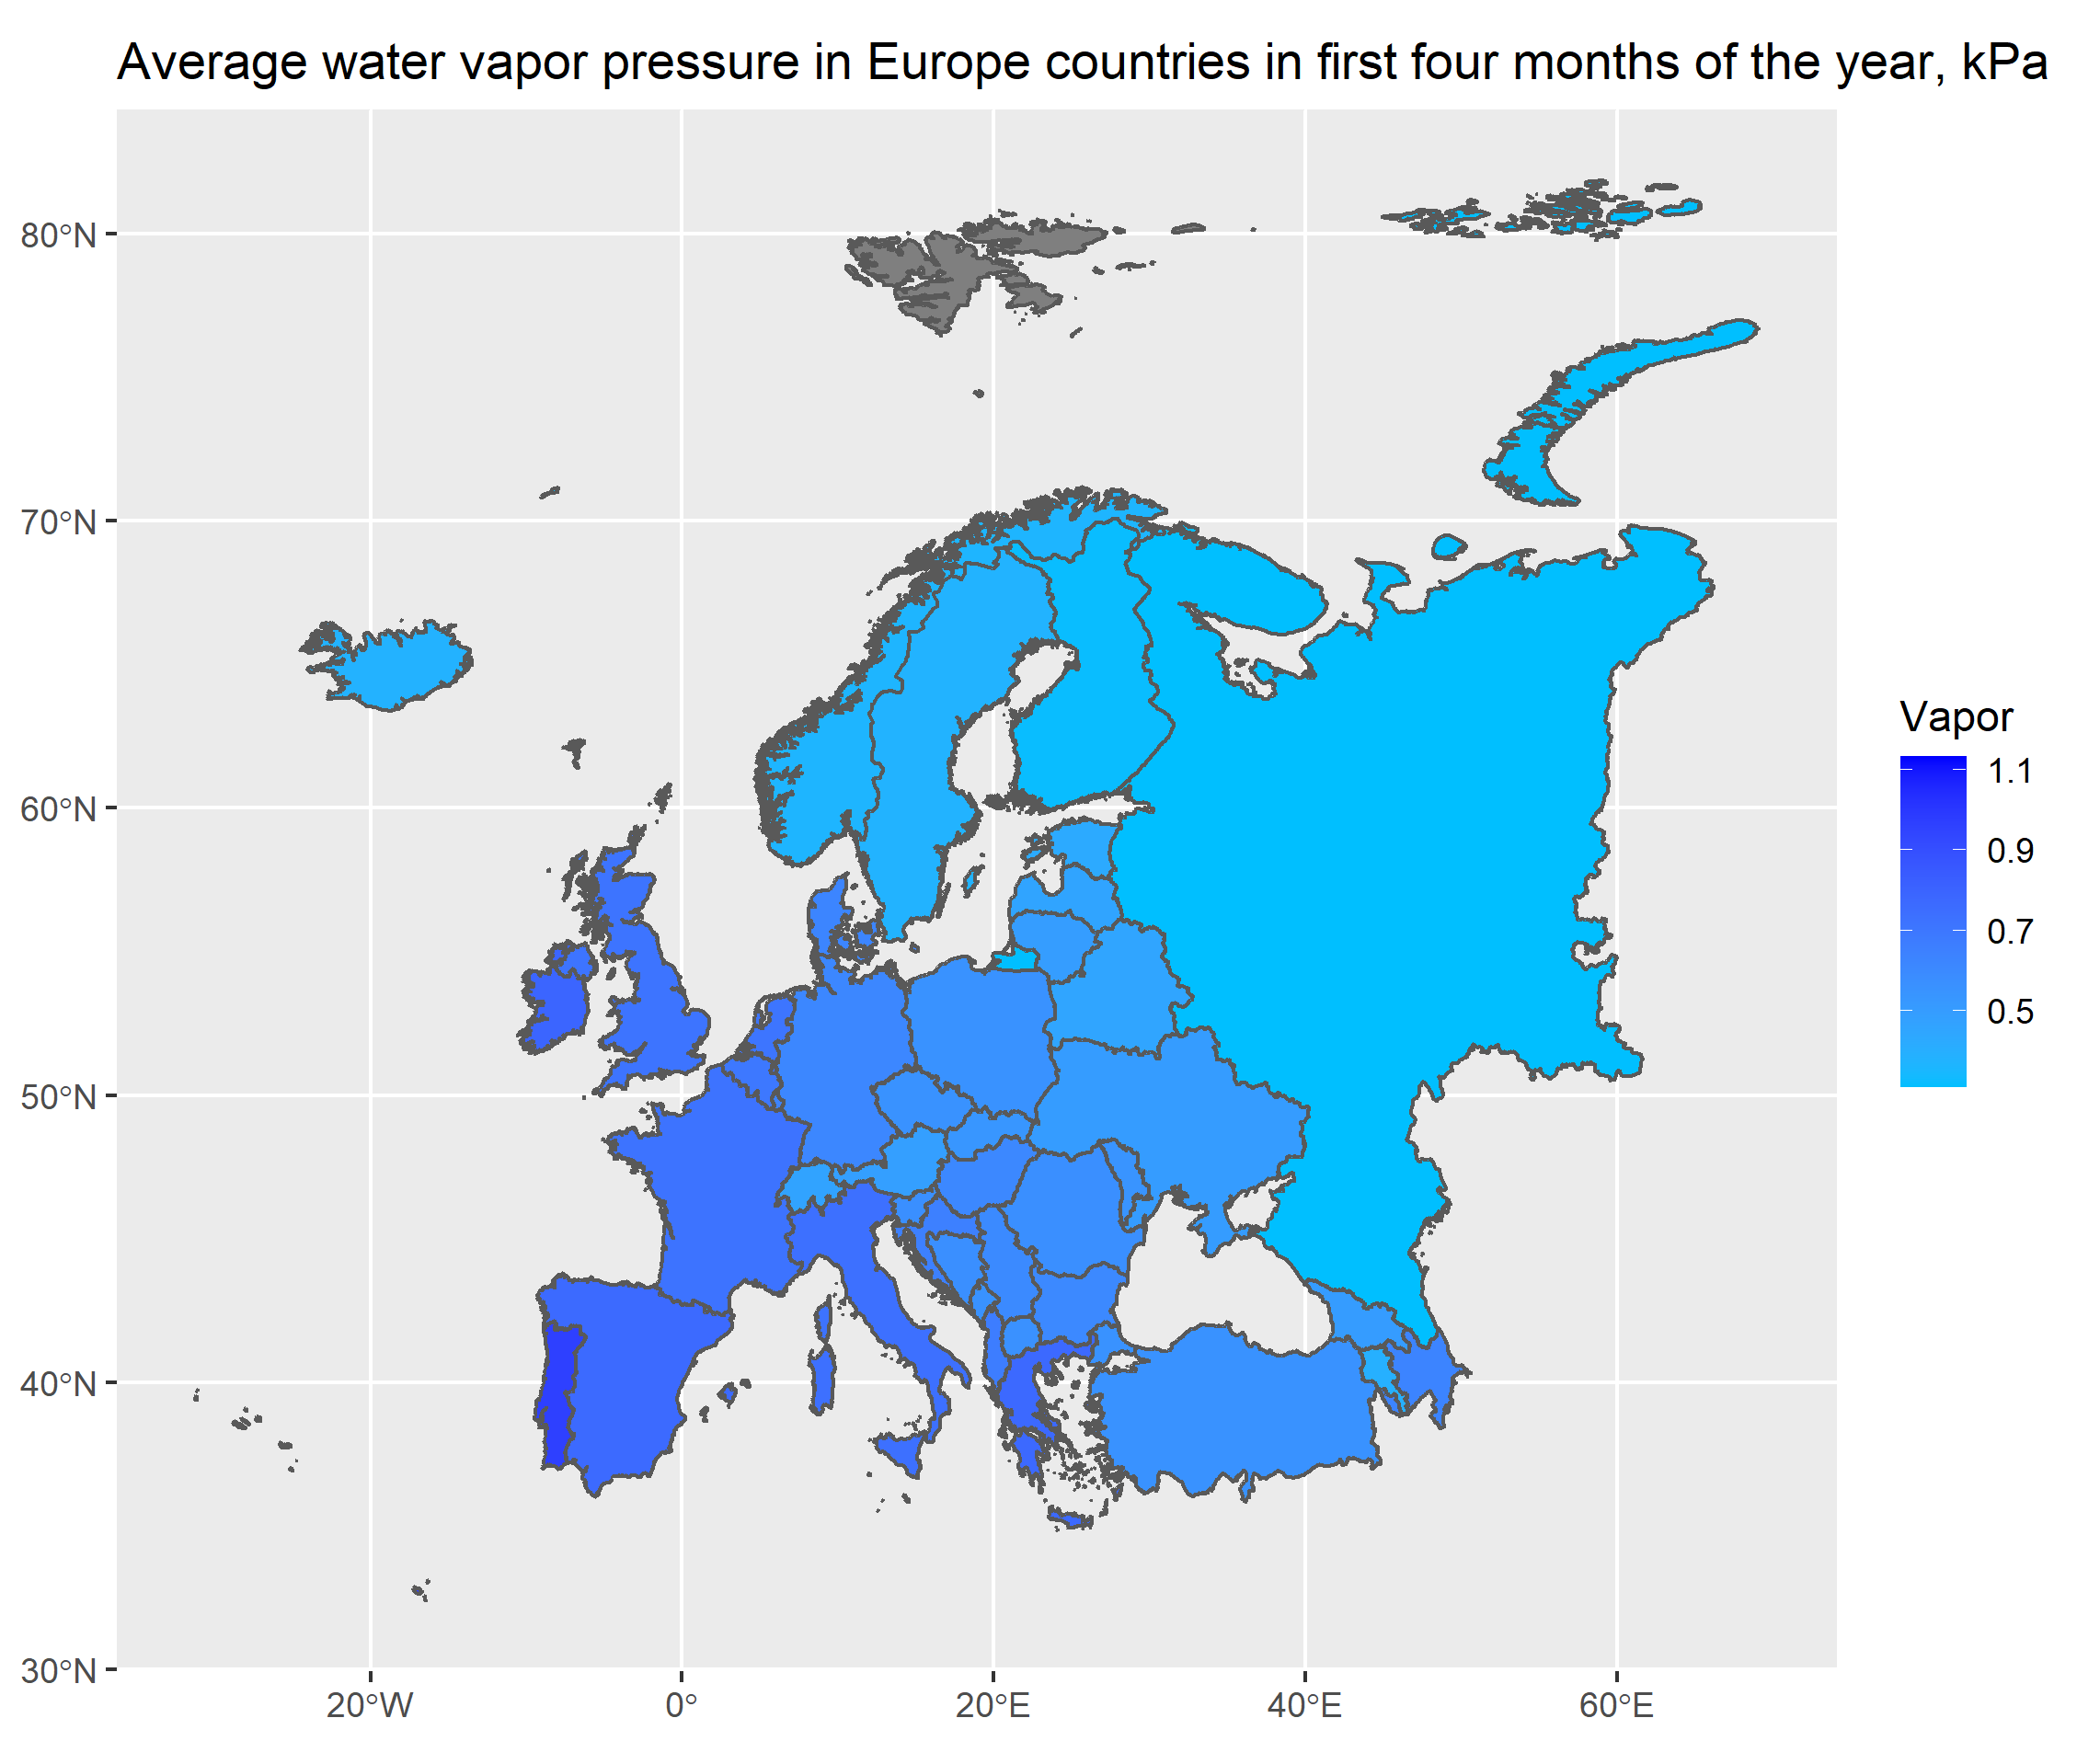 Average water vapor pressure in Europe countries in first four months of the year, kPa
80°N
70°N
60°N
50°N
40°N
30°N
20°W
0°
20°E
40°E
60°E
Vapor
1.1
0.9
0.7
0.5